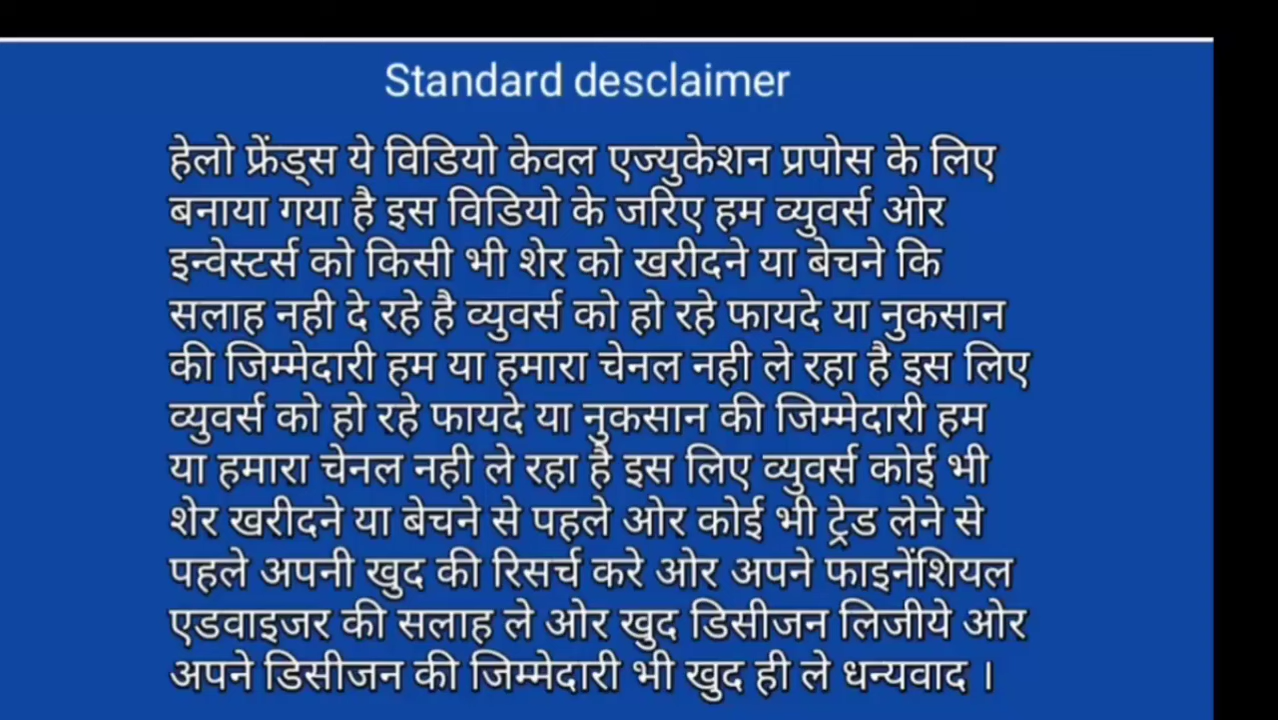 Standard desclaimer
हेलो फ्रेंड्स ये विडियो केवल एज्युकेशन प्रपोस के लिए
बनाया गया है इस विडियो के जरिए हम व्युवर्स ओर
इन्वेस्टर्स को किसी भी शेर को खरीदने या बेचने कि
सलाह नही दे रहे है व्युवर्स को हो रहे फायदे या नुकसान
की जिम्मेदारी हम या हमारा चेनल नही ले रहा है इस लिए
व्युवर्स को हो रहे फायदे या नुकसान की जिम्मेदारी हम
या हमारा चेनल नही ले रहा है इस लिए व्युवर्स कोई भी
शेर खरीदने या बेचने से पहले ओर कोई भी ट्रेड लेने से
पहले अपनी खुद की रिसर्च करे ओर अपने फाइनेंशियल
एडवाइजर की सलाह ले ओर खुद डिसीजन लिजीये ओर
अपने डिसीजन की जिम्मेदारी भी खुद ही ले धन्यवाद ।